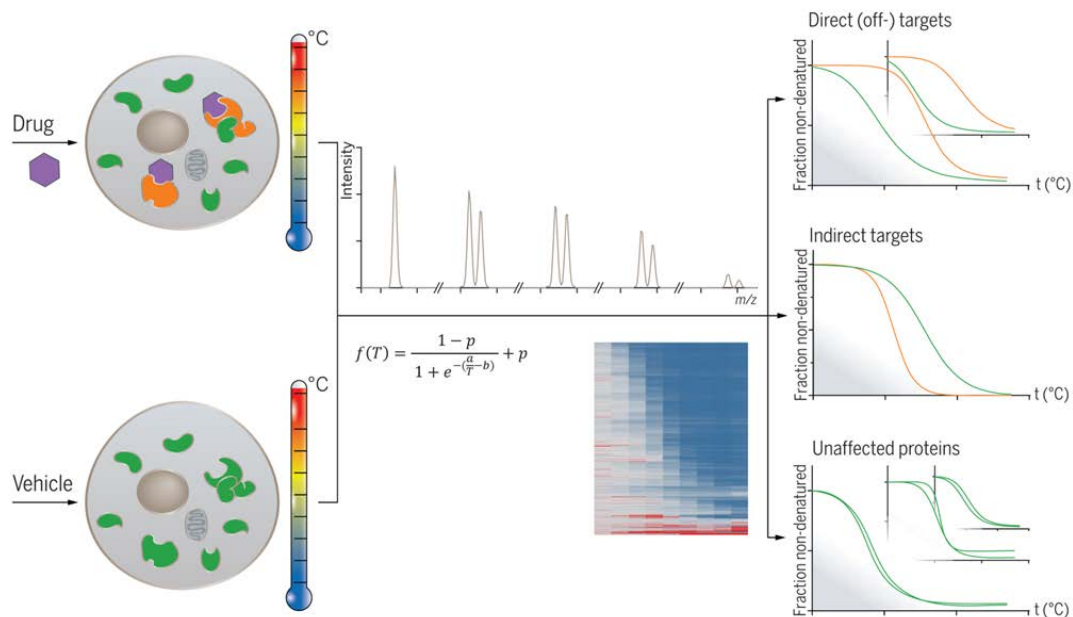 Drug
°C
Vehicle
°C
Intensity
m/z
f(T) = (1 − p) / (1 + e^{−(a/T − b)}) + p
Direct (off-) targets
Fraction non-denatured
t (°C)
Indirect targets
Fraction non-denatured
t (°C)
Unaffected proteins
Fraction non-denatured
t (°C)